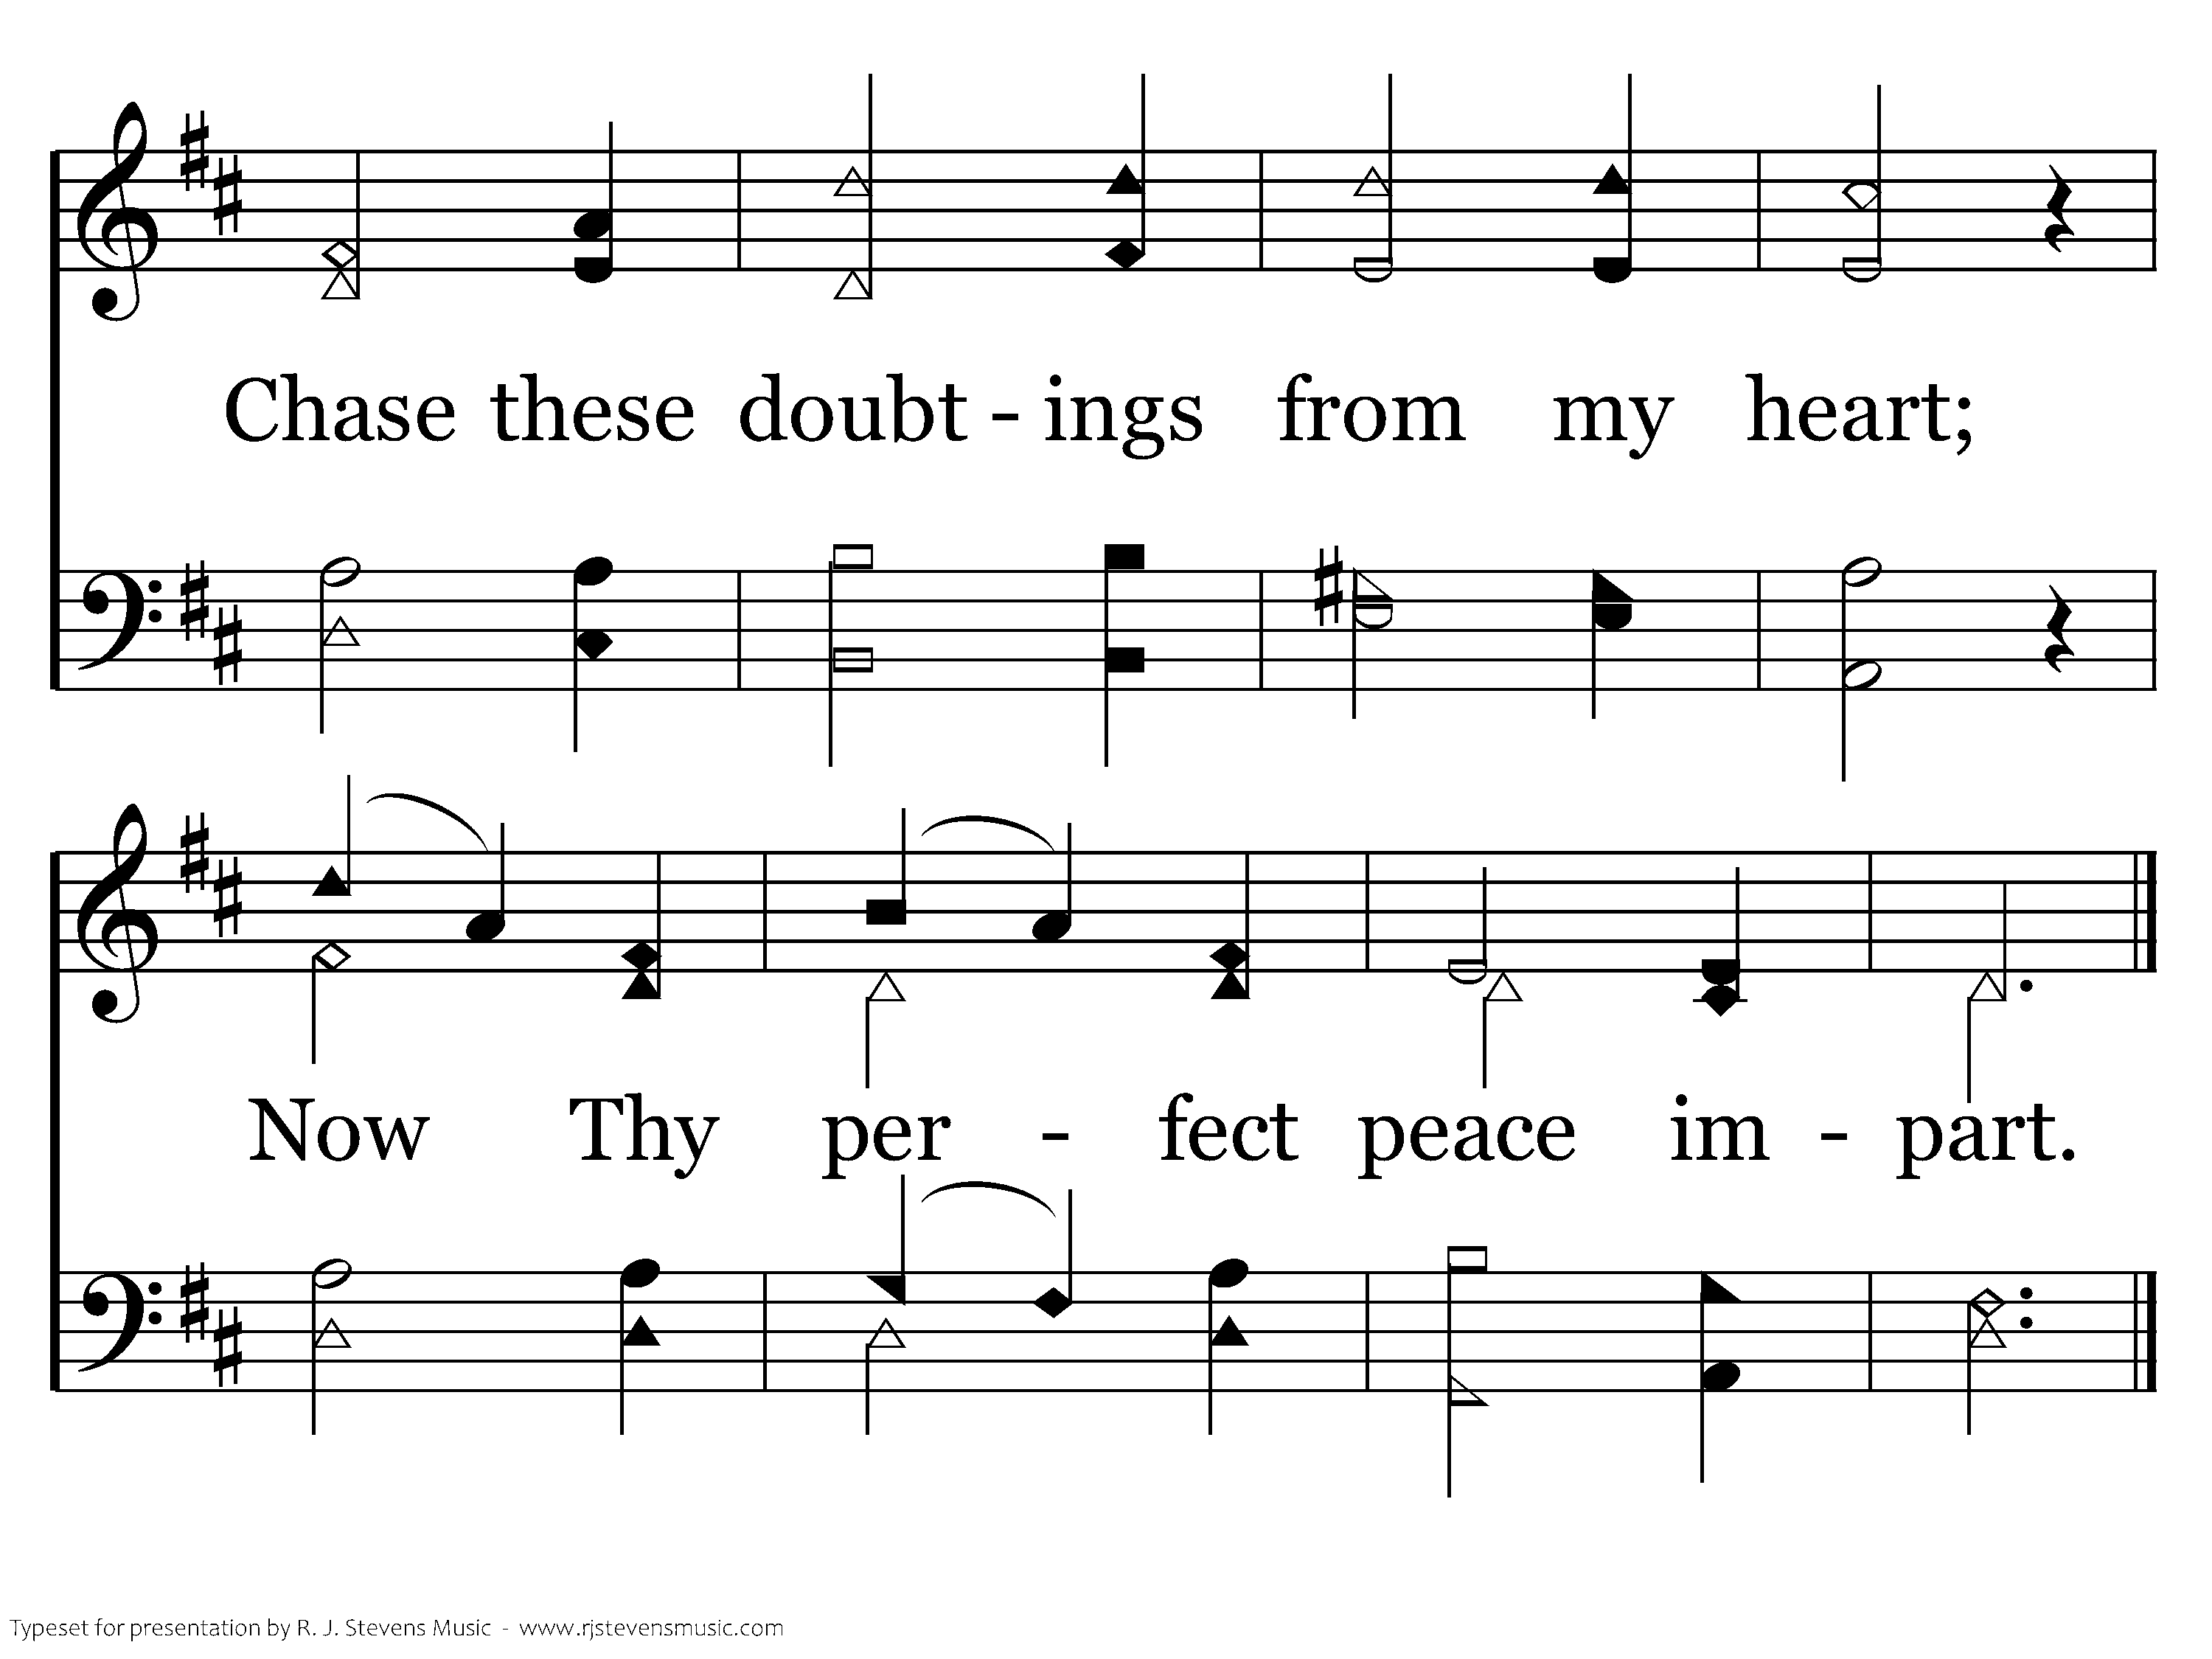 Chase these doubt - ings from my heart;
Now Thy per - fect peace im - part.
Typeset for presentation by R. J. Stevens Music - www.rjstevensmusic.com